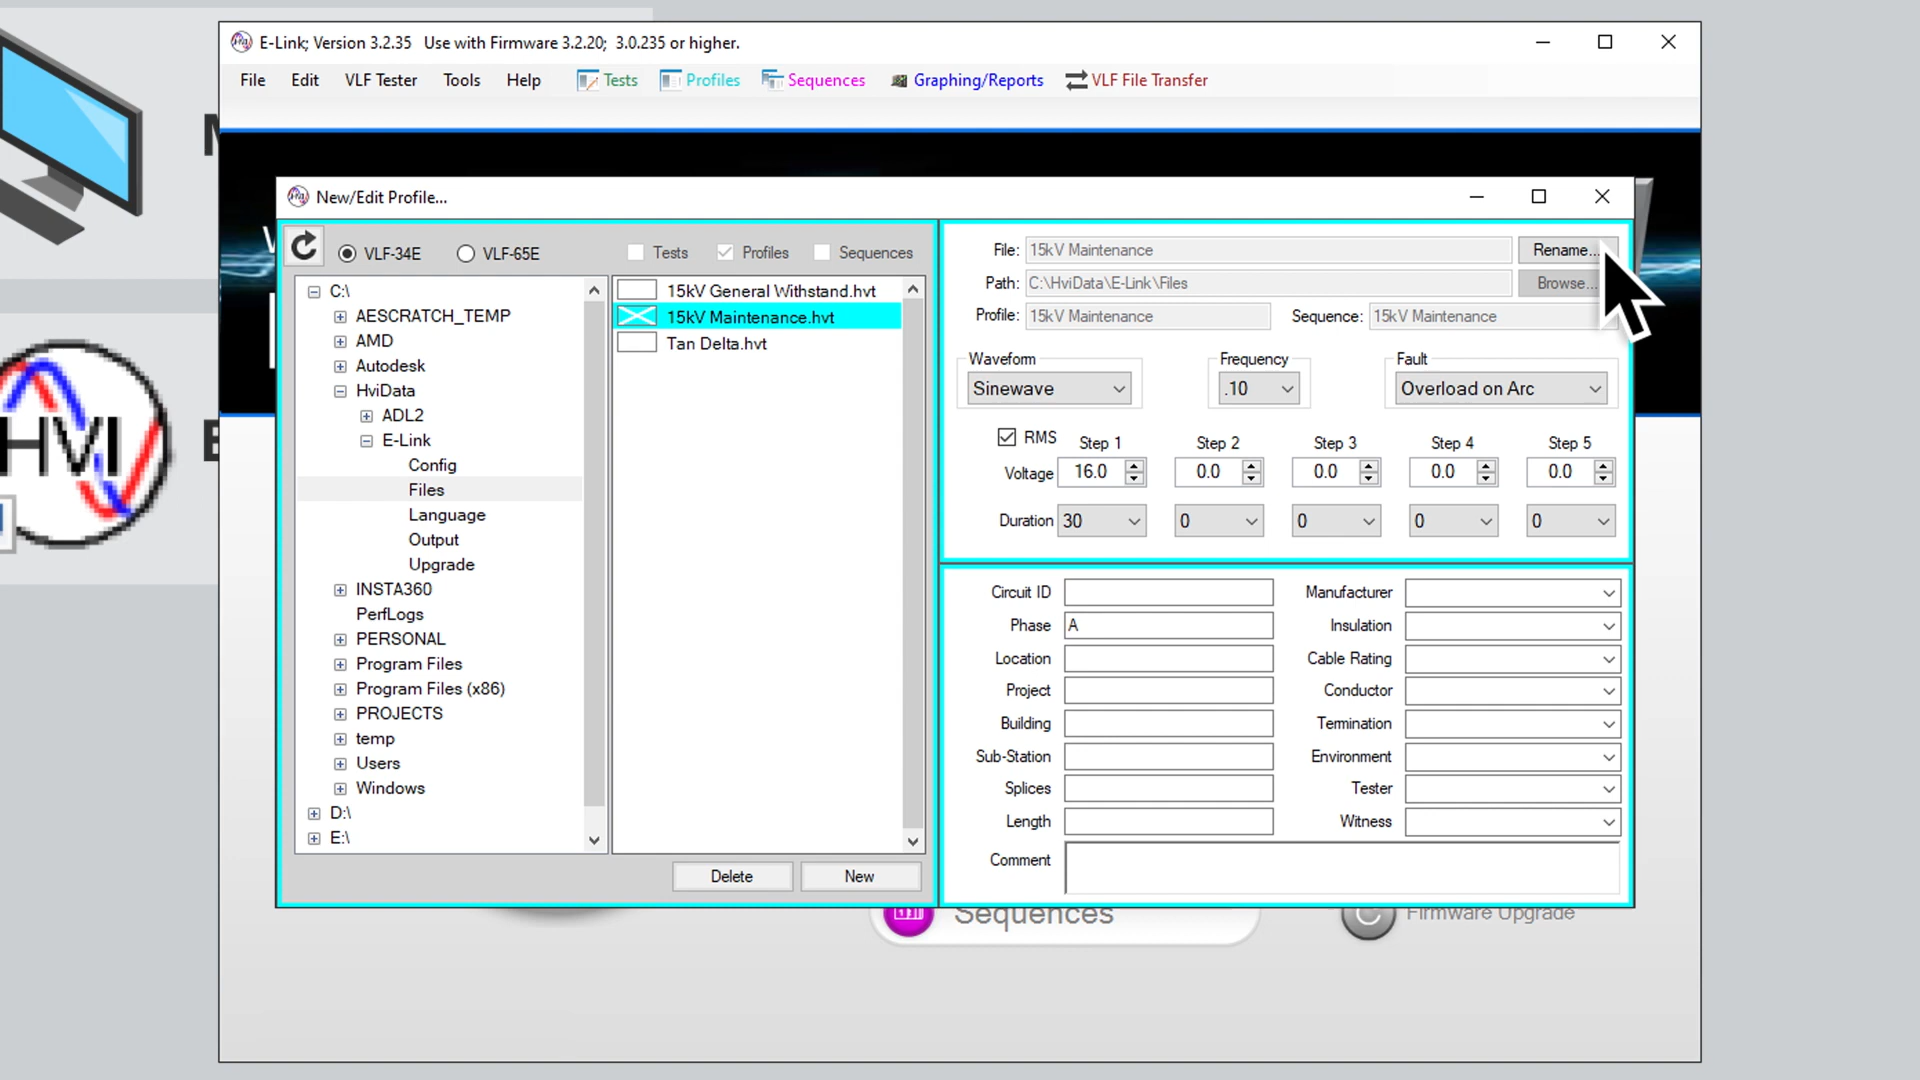 E-Link; Version 3.2.35 Use with Firmware 3.2.20; 3.0.235 or higher.
File Edit VLF Tester Tools Help Tests Profiles Sequences Graphing/Reports VLF File Transfer
New/Edit Profile...
VLF-34E VLF-65E Tests Profiles Sequences
C:\
AESCRATCH_TEMP
AMD
Autodesk
HviData
ADL2
E-Link
Config
Files
Language
Output
Upgrade
INSTA360
PerfLogs
PERSONAL
Program Files
Program Files (x86)
PROJECTS
temp
Users
Windows
D:\
E:\
15kV General Withstand.hvt
15kV Maintenance.hvt
Tan Delta.hvt
Delete New
File: 15kV Maintenance Rename...
Path: C:\HviData\E-Link\Files Browse...
Profile: 15kV Maintenance Sequence: 15kV Maintenance
Waveform Frequency Fault
Sinewave .10 Overload on Arc
RMS Step 1 Step 2 Step 3 Step 4 Step 5
Voltage 16.0 0.0 0.0 0.0 0.0
Duration 30 0 0 0 0
Circuit ID Manufacturer
Phase A Insulation
Location Cable Rating
Project Conductor
Building Termination
Sub-Station Environment
Splices Tester
Length Witness
Comment
Sequences Firmware Upgrade
HVI